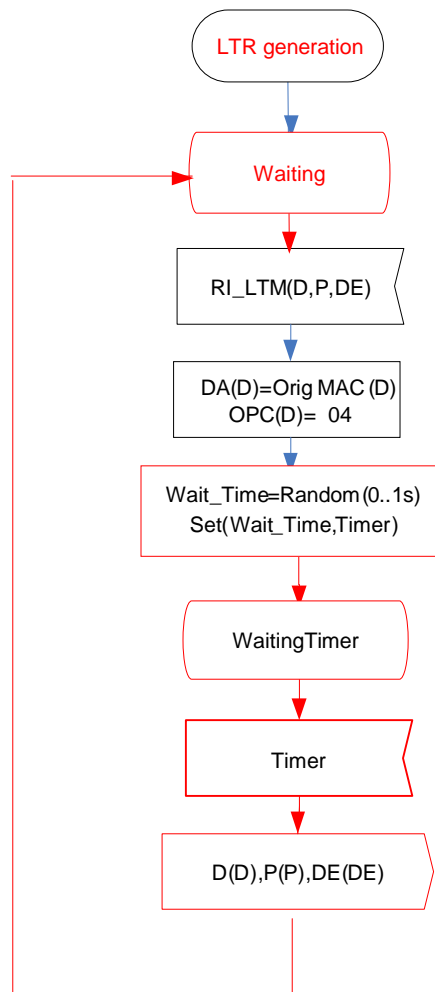 LTR generation
Waiting
RI_LTM(D,P,DE)
DA(D)=Orig MAC (D)
OPC(D)= 04
Wait_Time=Random(0..1s)
Set(Wait_Time,Timer)
WaitingTimer
Timer
D(D),P(P),DE(DE)